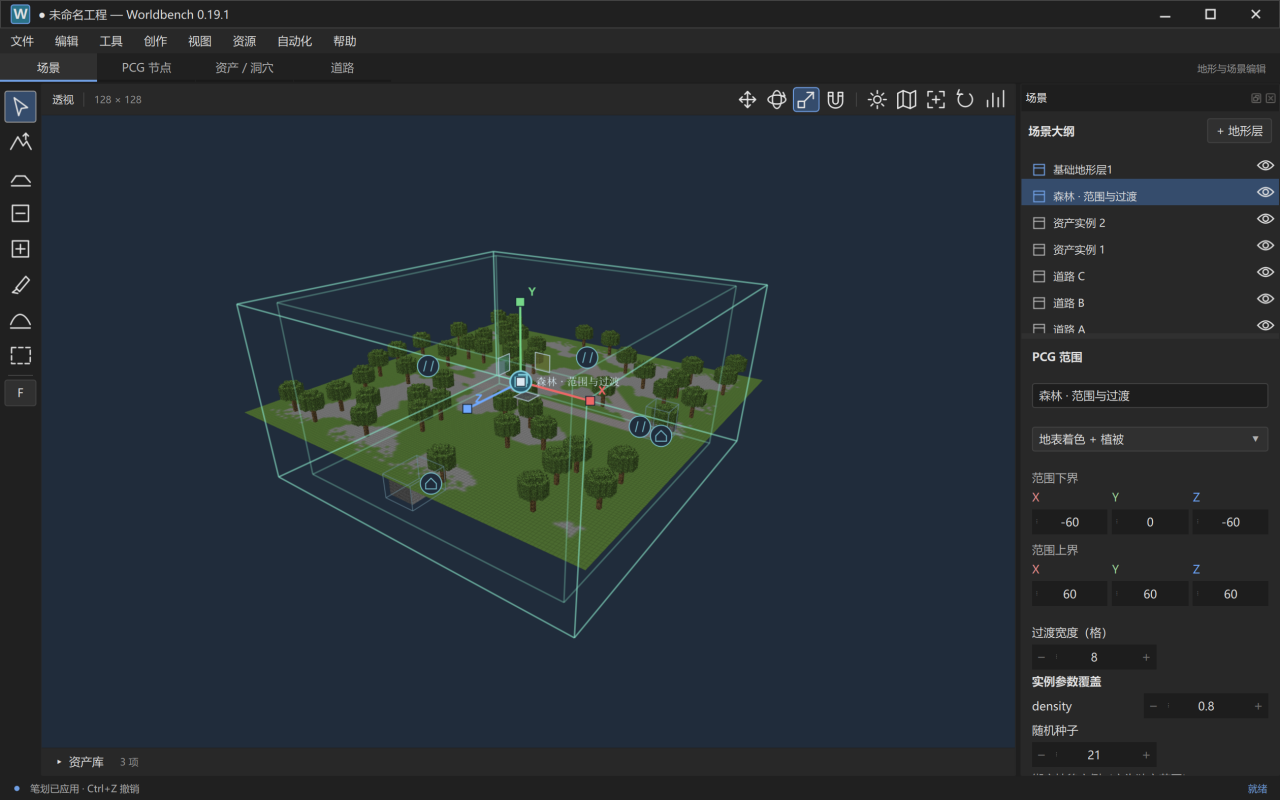 W ● 未命名工程 — Worldbench 0.19.1
文件 编辑 工具 创作 视图 资源 自动化 帮助
场景 PCG 节点 资产 / 洞穴 道路 地形与场景编辑
透视 128 × 128
F
Y
X
Z
森林 · 范围与过渡
场景
场景大纲 + 地形层
基础地形层1
森林 · 范围与过渡
资产实例 2
资产实例 1
道路 C
道路 B
道路 A
PCG 范围
森林 · 范围与过渡
地表着色 + 植被
范围下界
X Y Z
-60 0 -60
范围上界
X Y Z
60 60 60
过渡宽度（格）
− 8 +
实例参数覆盖
density − 0.8 +
随机种子
− 21 +
资产库 3 项
笔划已应用 · Ctrl+Z 撤销 就绪